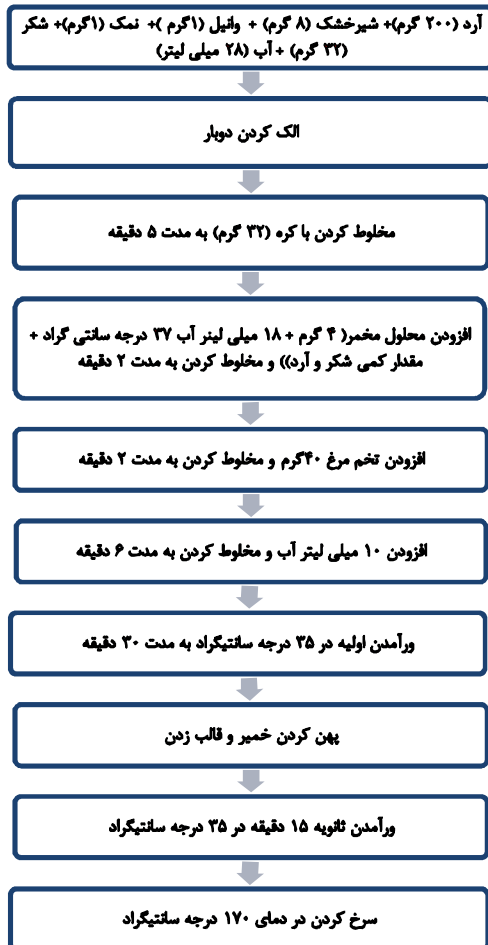 آرد (۲۰۰ گرم)+ شیرخشک (۸ گرم) + وانیل (۱گرم )+ نمک (۱گرم)+ شکر
(۳۲ گرم) + آب (۲۸ میلی لیتر)
الک کردن دوبار
مخلوط کردن با کره (۳۲ گرم) به مدت ۵ دقیقه
افزودن محلول مخمر( ۴ گرم + ۱۸ میلی لیتر آب ۳۷ درجه سانتی گراد +
مقدار کمی شکر و آرد)) و مخلوط کردن به مدت ۲ دقیقه
افزودن تخم مرغ ۴۰گرم و مخلوط کردن به مدت ۲ دقیقه
افزودن ۱۰ میلی لیتر آب و مخلوط کردن به مدت ۶ دقیقه
ورآمدن اولیه در ۳۵ درجه سانتیگراد به مدت ۳۰ دقیقه
پهن کردن خمیر و قالب زدن
ورآمدن ثانویه ۱۵ دقیقه در ۳۵ درجه سانتیگراد
سرخ کردن در دمای ۱۷۰ درجه سانتیگراد